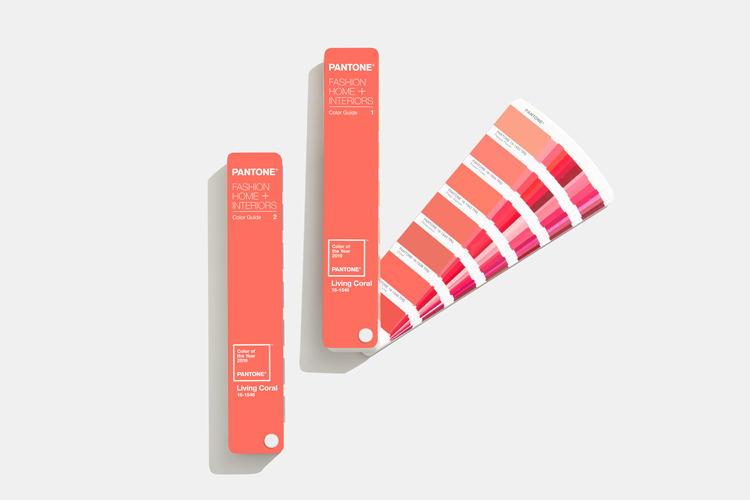 PANTONE®
FASHION
HOME +
INTERIORS
Color Guide 2
Color of
the Year
2019
PANTONE®
Living Coral
16-1546
PANTONE®
FASHION
HOME +
INTERIORS
Color Guide 1
Color of
the Year
2019
PANTONE®
Living Coral
16-1546
PANTONE®